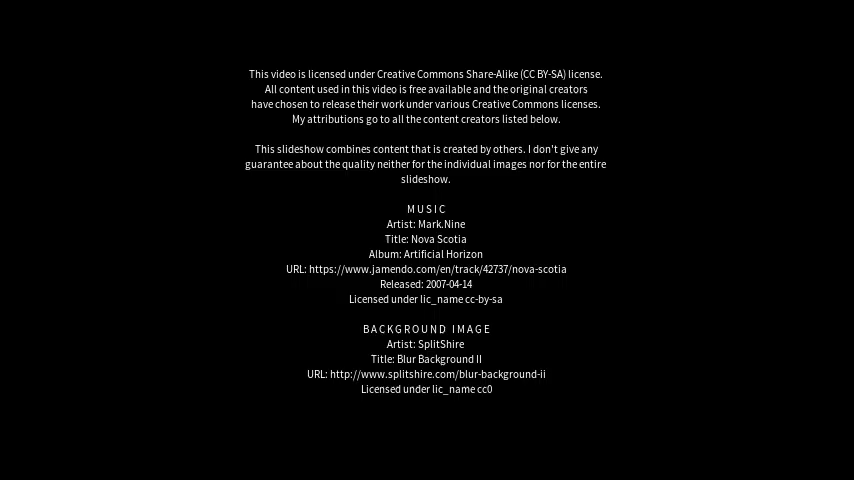 This video is licensed under Creative Commons Share-Alike (CC BY-SA) license.
All content used in this video is free available and the original creators
have chosen to release their work under various Creative Commons licenses.
My attributions go to all the content creators listed below.
This slideshow combines content that is created by others. I don't give any
guarantee about the quality neither for the individual images nor for the entire
slideshow.
MUSIC
Artist: Mark.Nine
Title: Nova Scotia
Album: Artificial Horizon
URL: https://www.jamendo.com/en/track/42737/nova-scotia
Released: 2007-04-14
Licensed under lic_name cc-by-sa
BACKGROUND IMAGE
Artist: SplitShire
Title: Blur Background II
URL: http://www.splitshire.com/blur-background-ii
Licensed under lic_name cc0